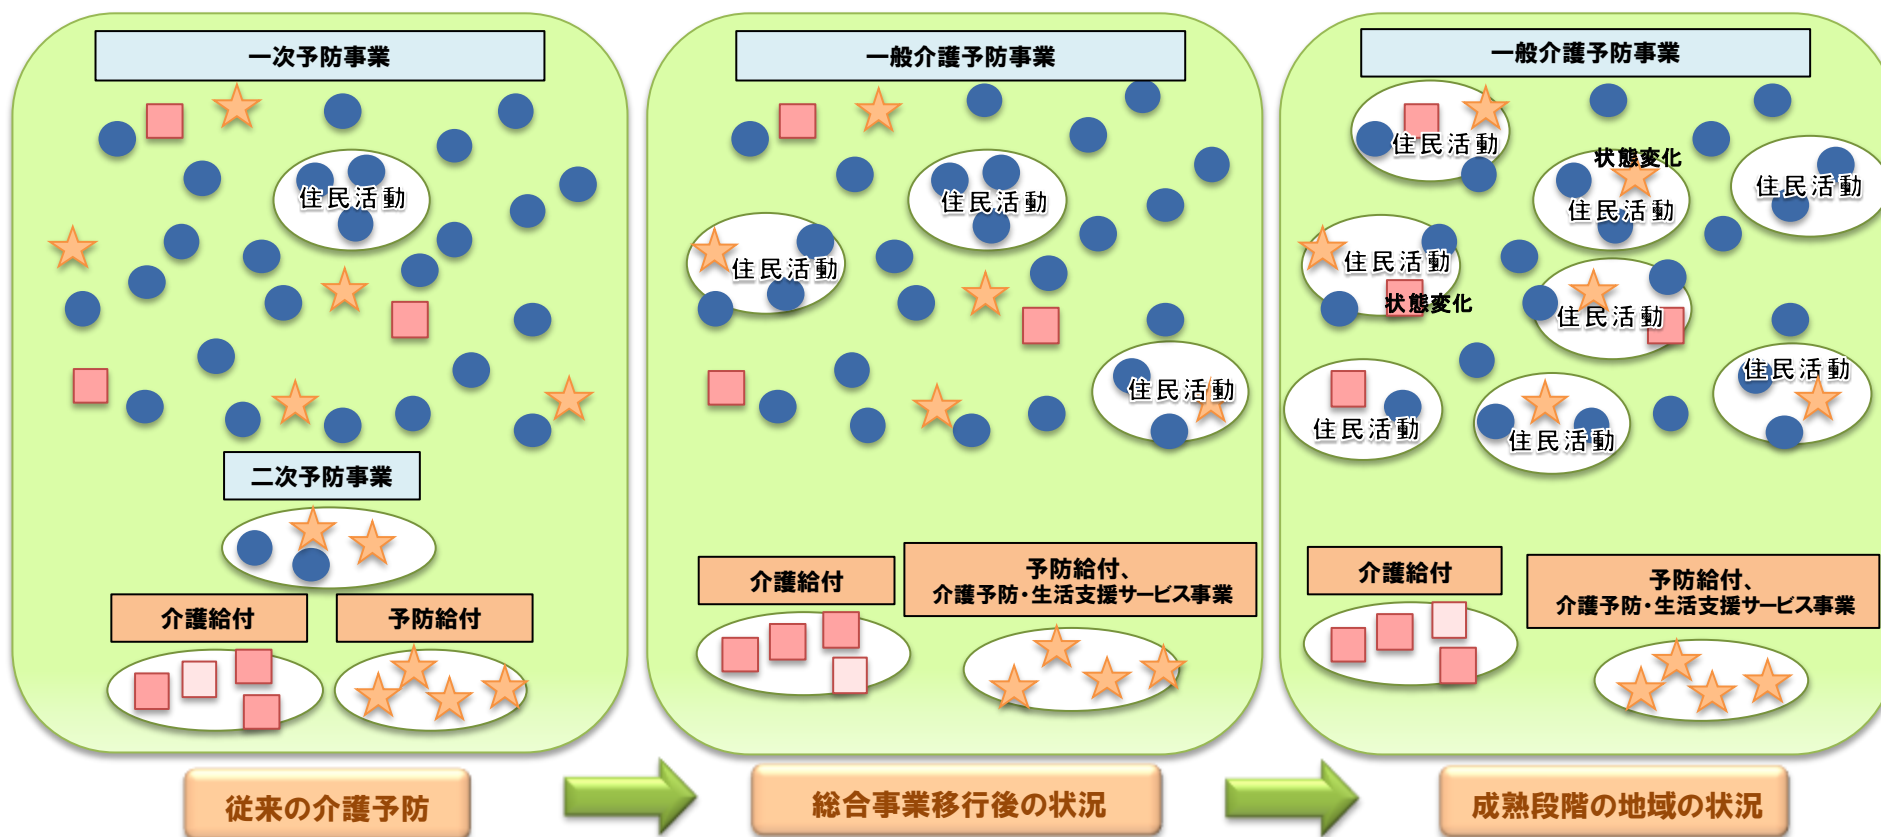 一次予防事業
住民活動
二次予防事業
介護給付
予防給付
従来の介護予防
一般介護予防事業
住民活動
住民活動
住民活動
介護給付
予防給付、
介護予防・生活支援サービス事業
総合事業移行後の状況
一般介護予防事業
住民活動
状態変化
住民活動
住民活動
住民活動
状態変化
住民活動
住民活動
住民活動
住民活動
介護給付
予防給付、
介護予防・生活支援サービス事業
成熟段階の地域の状況